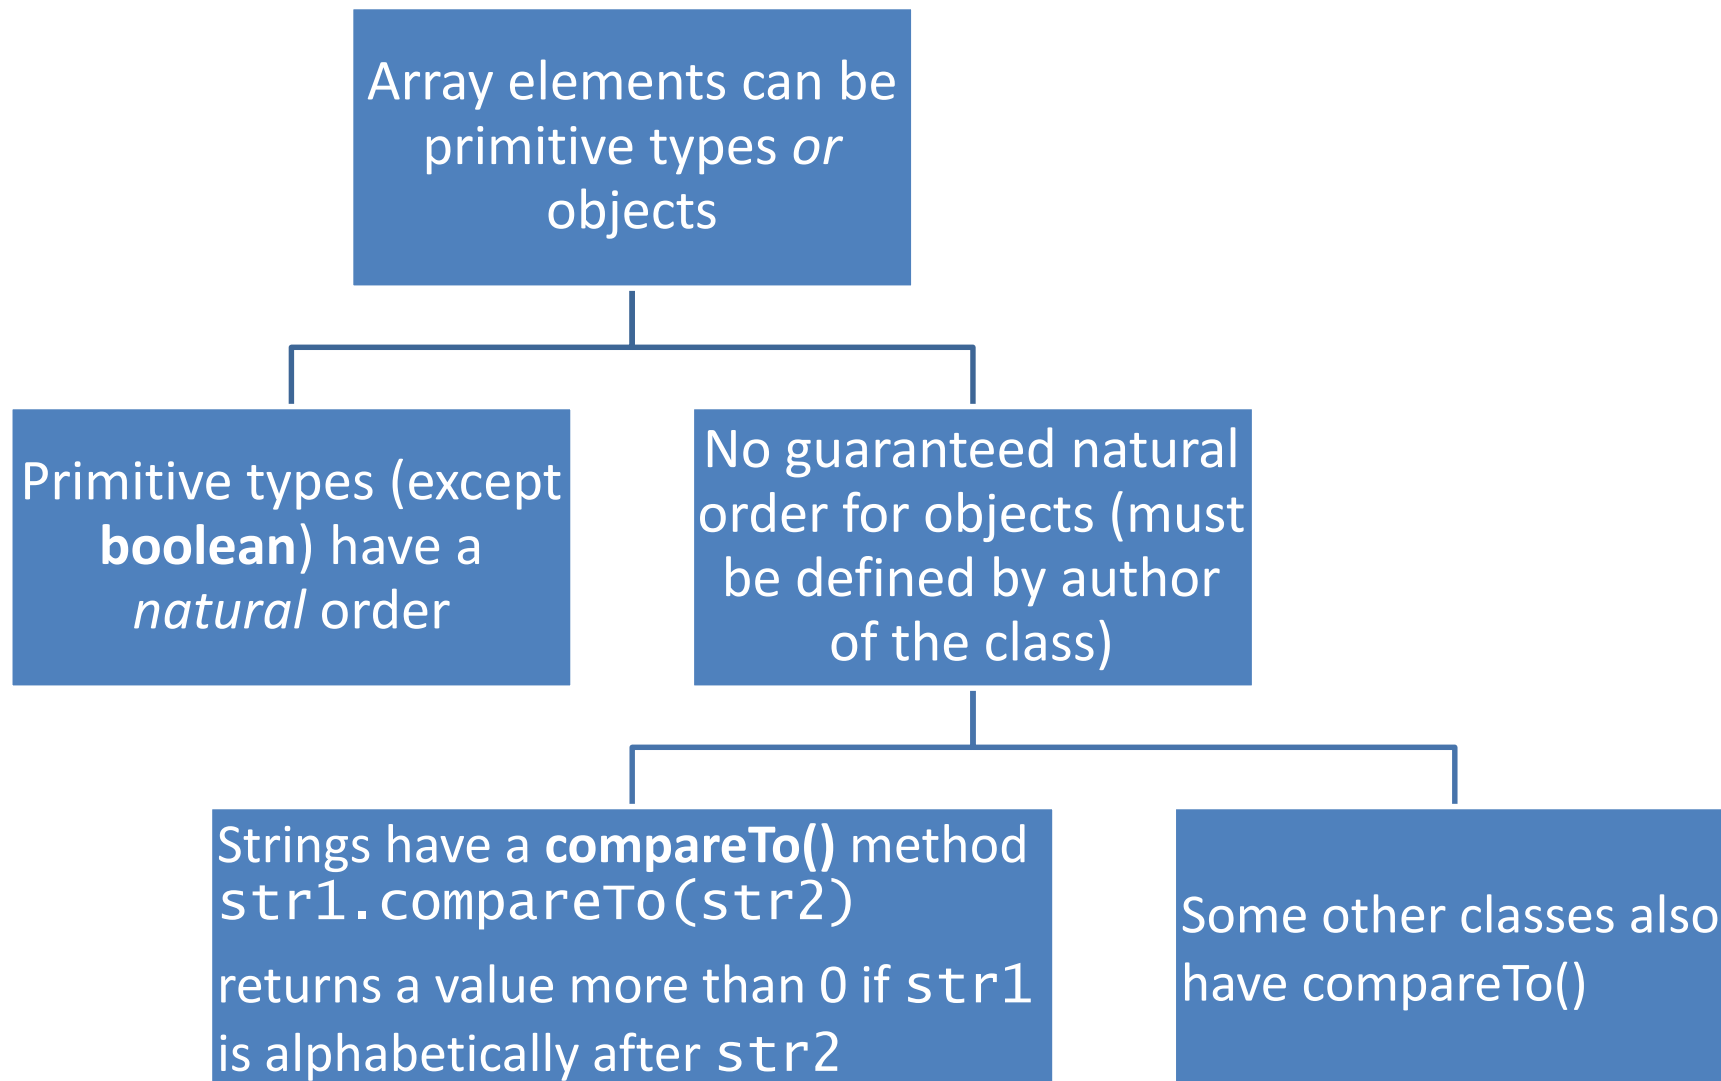 Array elements can be
primitive types or
objects
Primitive types (except
boolean) have a
natural order
No guaranteed natural
order for objects (must
be defined by author
of the class)
Strings have a compareTo() method
str1.compareTo(str2)
returns a value more than 0 if str1
is alphabetically after str2
Some other classes also
have compareTo()